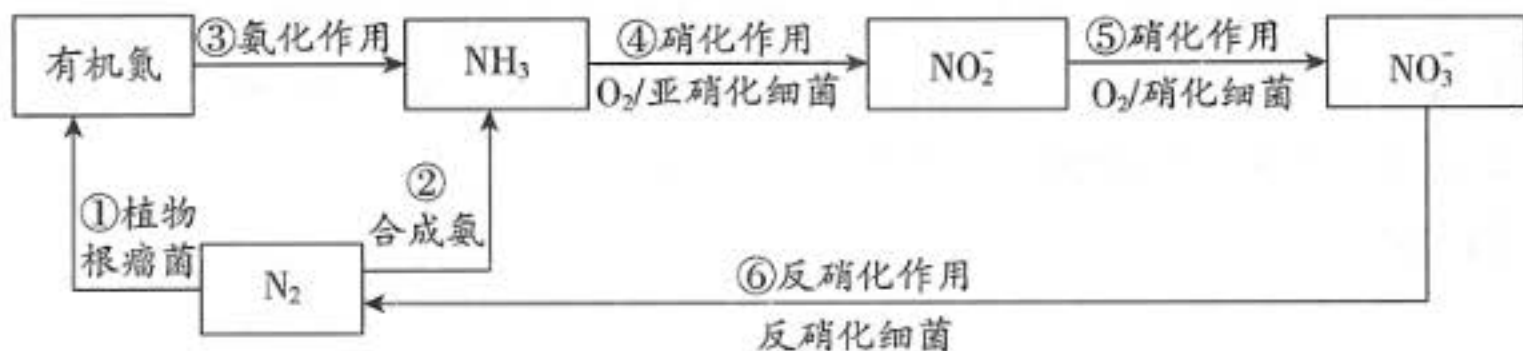 有机氮
③氨化作用
NH₃
④硝化作用
O₂/亚硝化细菌
NO₂⁻
⑤硝化作用
O₂/硝化细菌
NO₃⁻
①植物
根瘤菌
②
合成氨
N₂
⑥反硝化作用
反硝化细菌